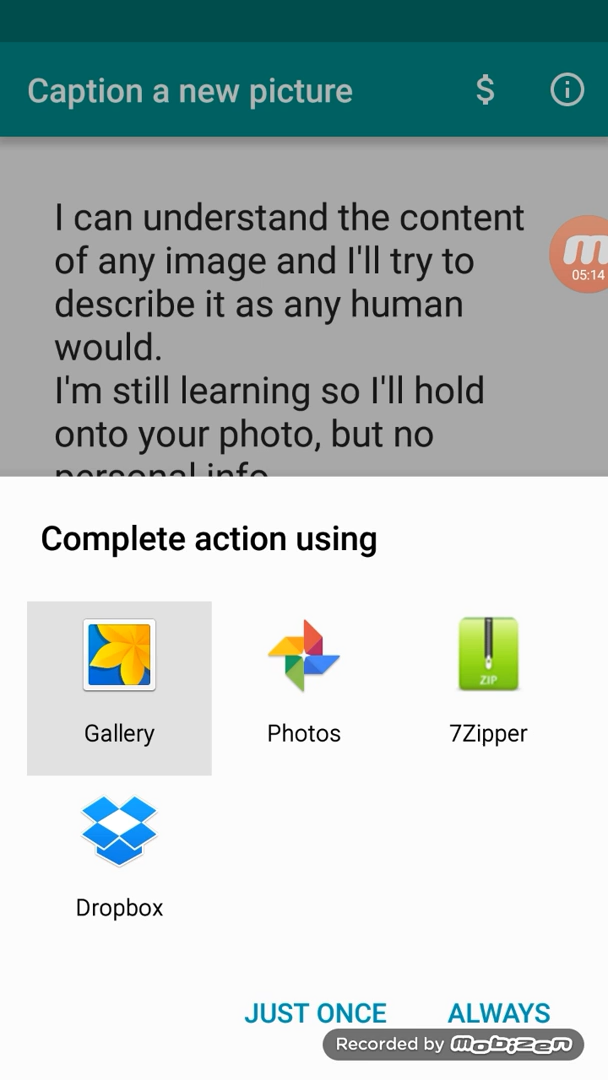 Caption a new picture $
I can understand the content
of any image and I'll try to
05:14
describe it as any human
would.
I'm still learning so I'll hold
onto your photo, but no
personal info
Complete action using
ZIP
Gallery Photos 7Zipper
Dropbox
JUST ONCE ALWAYS
Recorded by mobizen